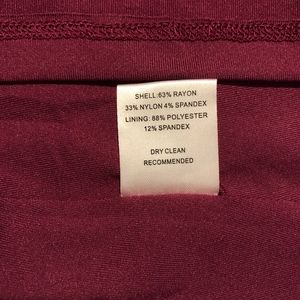 SHELL:63% RAYON
33% NYLON 4% SPANDEX
LINING: 88% POLYESTER
12% SPANDEX
DRY CLEAN
RECOMMENDED